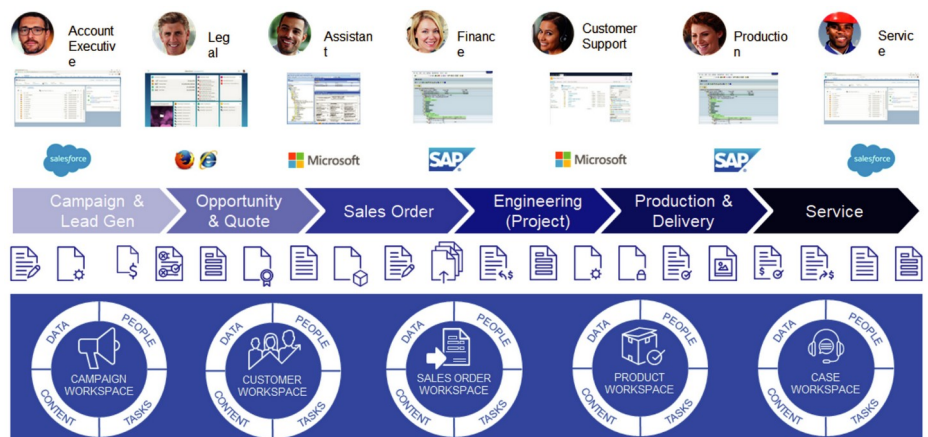 Account
Executiv
e
Leg
al
Assistan
t
Financ
e
Customer
Support
Productio
n
Servic
e
salesforce
Microsoft
SAP
Microsoft
SAP
salesforce
Campaign &
Lead Gen
Opportunity
& Quote
Sales Order
Engineering
(Project)
Production &
Delivery
Service
$
$
$
$
DATA
PEOPLE
CAMPAIGN
WORKSPACE
CONTENT
TASKS
DATA
PEOPLE
CUSTOMER
WORKSPACE
CONTENT
TASKS
DATA
PEOPLE
SALES ORDER
WORKSPACE
CONTENT
TASKS
DATA
PEOPLE
PRODUCT
WORKSPACE
CONTENT
TASKS
DATA
PEOPLE
CASE
WORKSPACE
CONTENT
TASKS